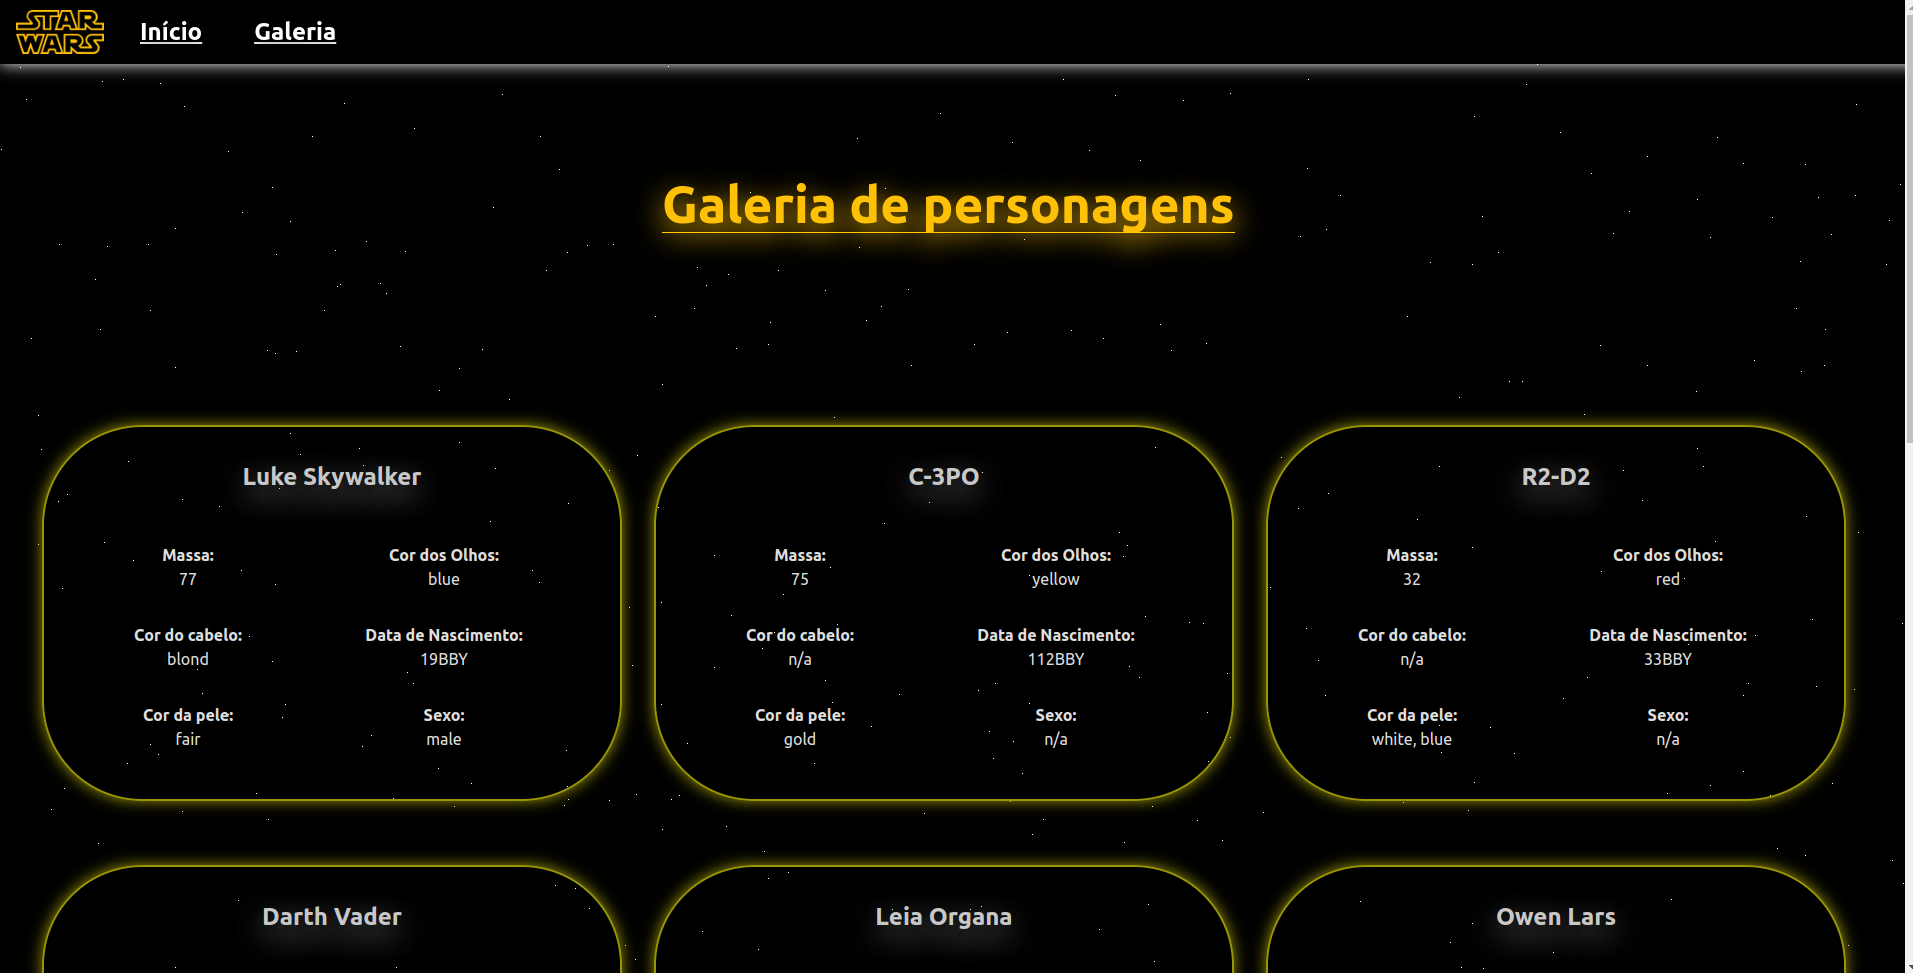 STAR
WARS
Início
Galeria
Galeria de personagens
Luke Skywalker
Massa:
77
Cor dos Olhos:
blue
Cor do cabelo:
blond
Data de Nascimento:
19BBY
Cor da pele:
fair
Sexo:
male
C-3PO
Massa:
75
Cor dos Olhos:
yellow
Cor do cabelo:
n/a
Data de Nascimento:
112BBY
Cor da pele:
gold
Sexo:
n/a
R2-D2
Massa:
32
Cor dos Olhos:
red
Cor do cabelo:
n/a
Data de Nascimento:
33BBY
Cor da pele:
white, blue
Sexo:
n/a
Darth Vader
Leia Organa
Owen Lars